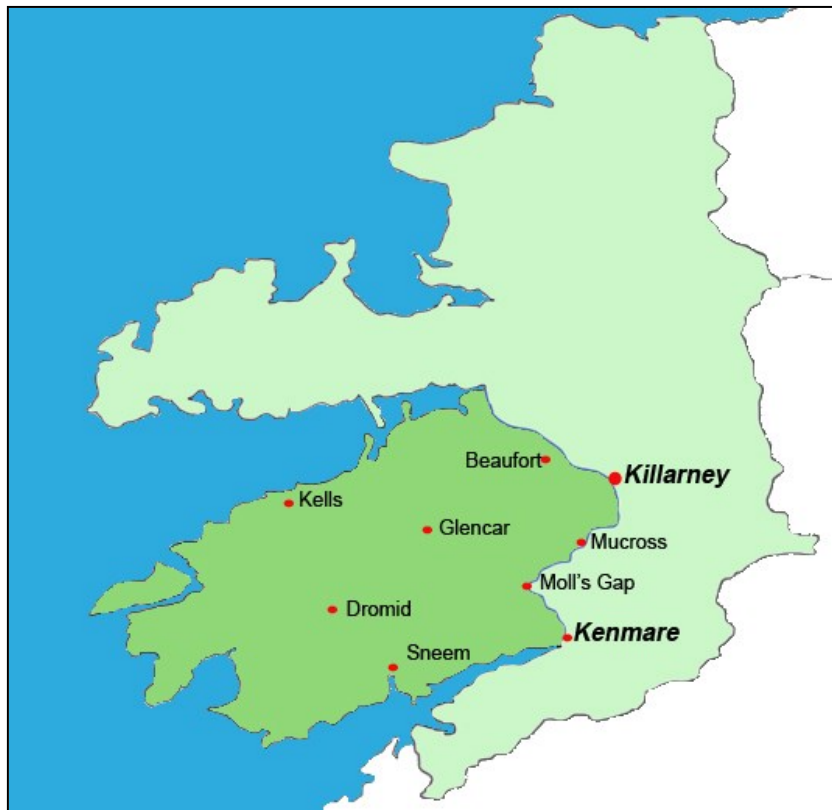 Beaufort
Killarney
Kells
Glencar
Mucross
Moll's Gap
Dromid
Kenmare
Sneem